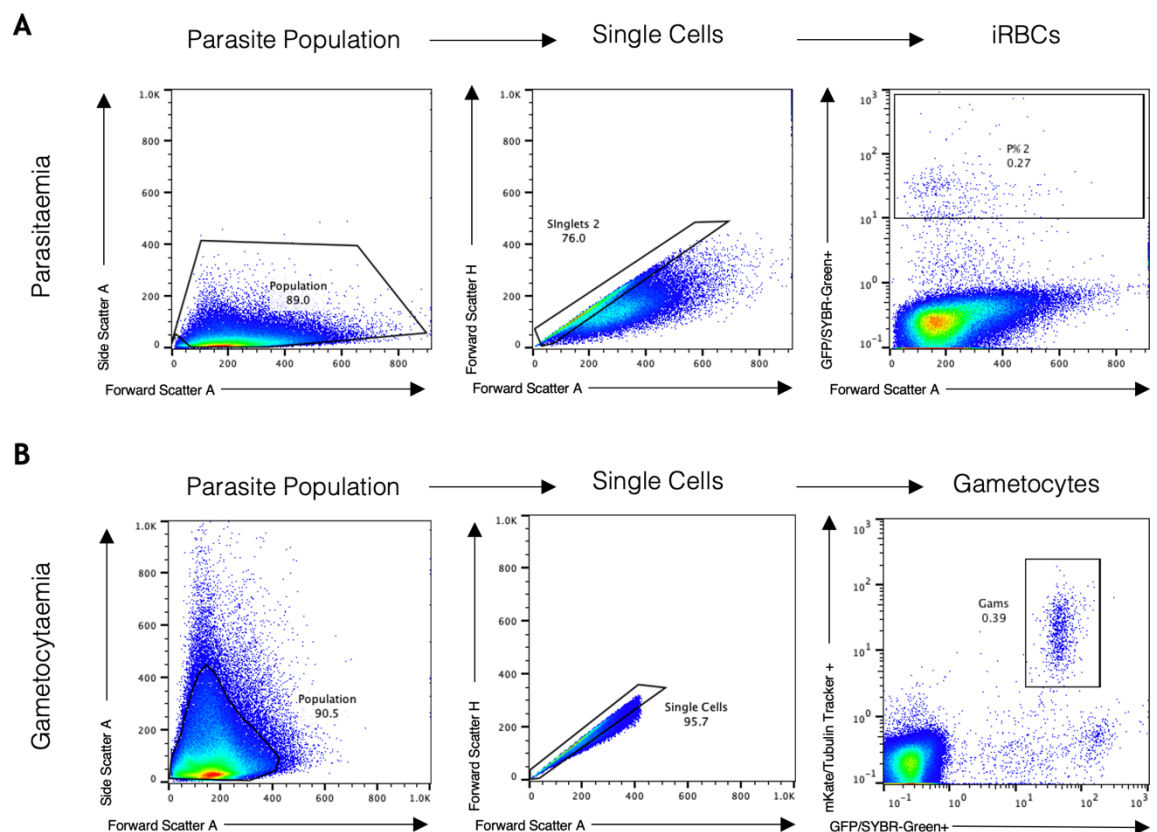 A
Parasite Population
Single Cells
iRBCs
Parasitaemia
Side Scatter A
1.0K
800
600
400
200
0
Population
89.0
0
200
400
600
800
Forward Scatter A
Forward Scatter H
1.0K
800
600
400
200
0
SInglets 2
76.0
0
200
400
600
800
Forward Scatter A
GFP/SYBR-Green+
10³
10²
10¹
10⁰
10⁻¹
P% 2
0.27
0
200
400
600
800
Forward Scatter A
B
Parasite Population
Single Cells
Gametocytes
Gametocytaemia
Side Scatter A
1.0K
800
600
400
200
0
Population
90.5
0
200
400
600
800
1.0K
Forward Scatter A
Forward Scatter H
1.0K
800
600
400
200
0
Single Cells
95.7
0
200
400
600
800
1.0K
Forward Scatter A
mKate/Tubulin Tracker +
10³
10²
10¹
10⁰
10⁻¹
Gams
0.39
10⁻¹
10⁰
10¹
10²
10³
GFP/SYBR-Green+